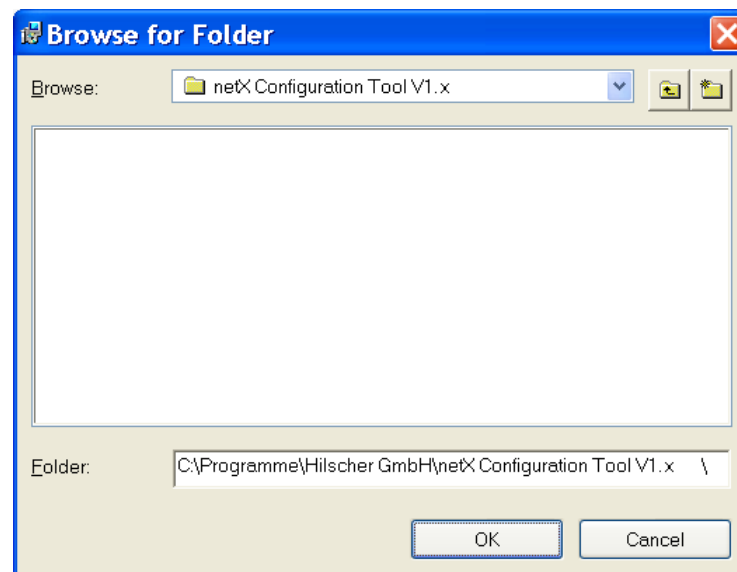 Browse for Folder
Browse: netX Configuration Tool V1.x
Folder: C:\Programme\Hilscher GmbH\netX Configuration Tool V1.x \
OK Cancel